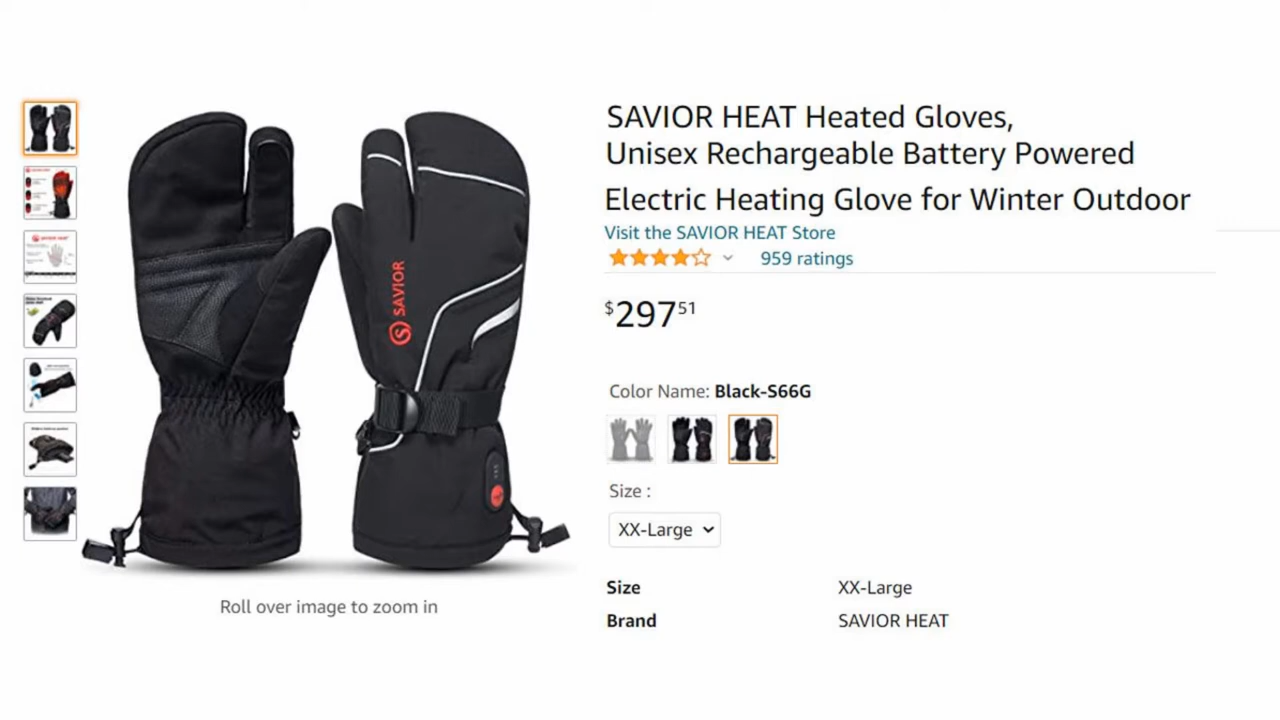 SAVIOR HEAT Heated Gloves,
Unisex Rechargeable Battery Powered
Electric Heating Glove for Winter Outdoor
Visit the SAVIOR HEAT Store
959 ratings
$297 51
Color Name: Black-S66G
Size :
XX-Large
Size XX-Large
Brand SAVIOR HEAT
SAVIOR
Roll over image to zoom in